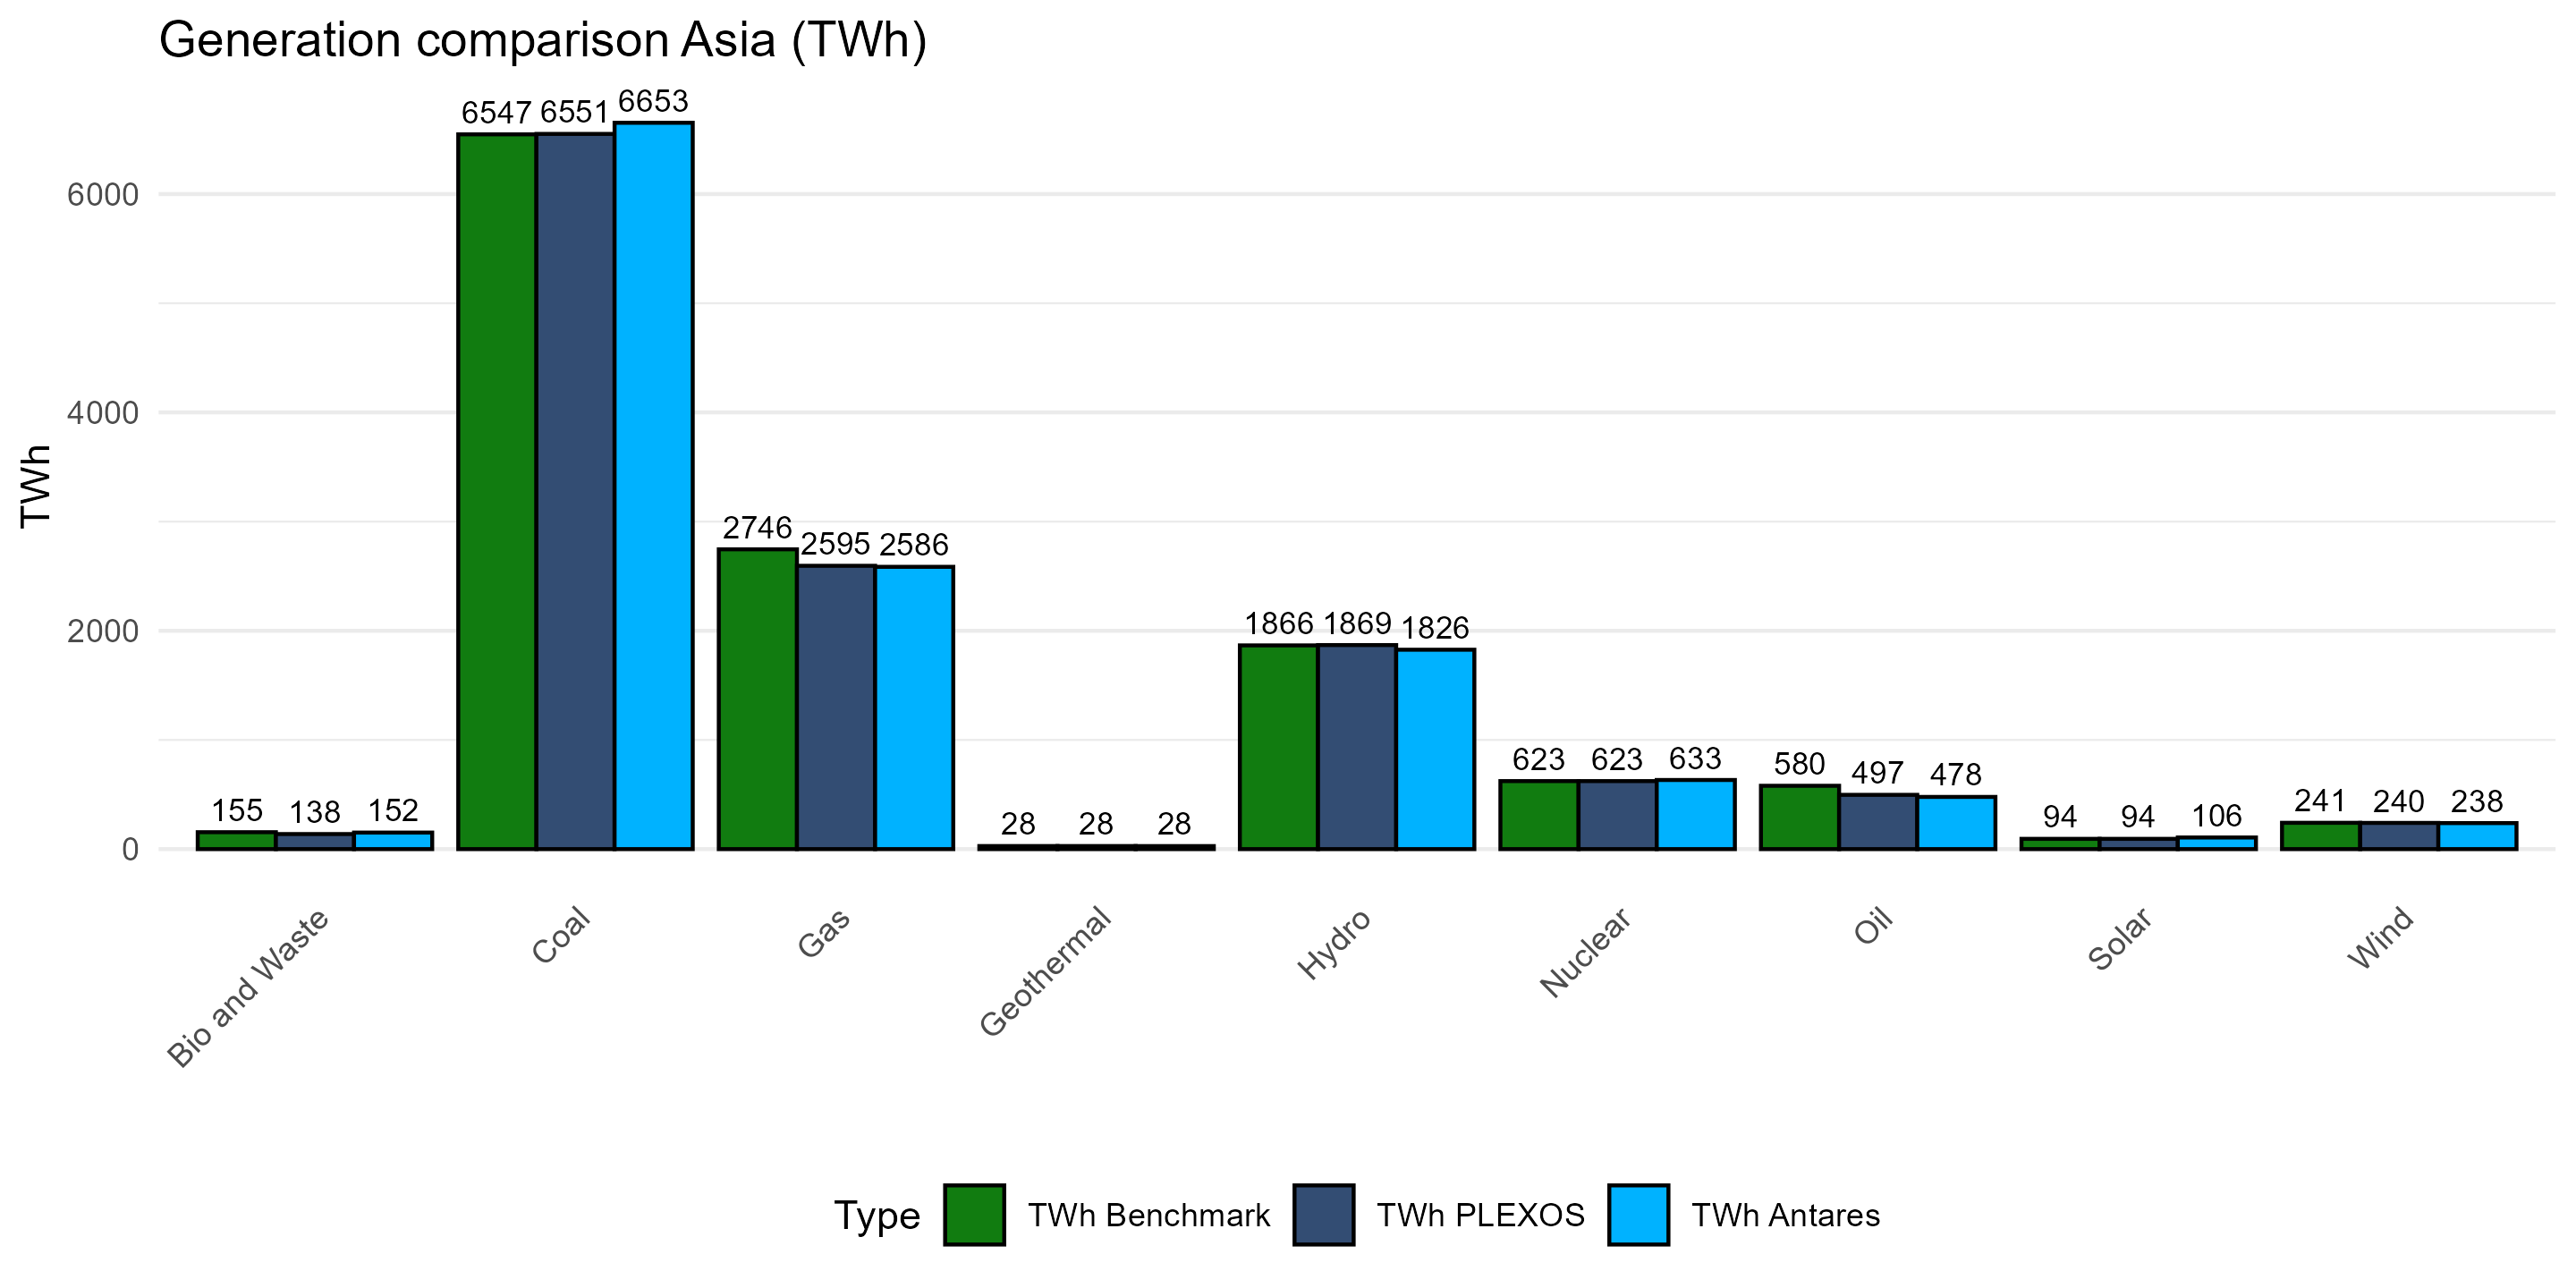 Generation comparison Asia (TWh)
TWh
6000
4000
2000
0
155 138 152
6547 6551 6653
2746 2595 2586
28 28 28
1866 1869 1826
623 623 633
580 497 478
94 94 106
241 240 238
Bio and Waste
Coal
Gas
Geothermal
Hydro
Nuclear
Oil
Solar
Wind
Type TWh Benchmark TWh PLEXOS TWh Antares